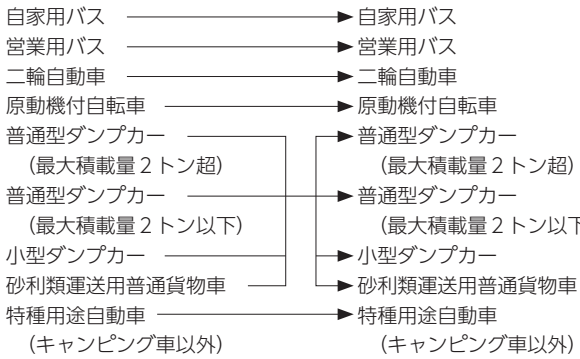 自家用バス
自家用バス
営業用バス
営業用バス
二輪自動車
二輪自動車
原動機付自転車
原動機付自転車
普通型ダンプカー
普通型ダンプカー
（最大積載量２トン超）
（最大積載量２トン超）
普通型ダンプカー
普通型ダンプカー
（最大積載量２トン以下）
（最大積載量２トン以下
小型ダンプカー
小型ダンプカー
砂利類運送用普通貨物車
砂利類運送用普通貨物車
特種用途自動車
特種用途自動車
（キャンピング車以外）
（キャンピング車以外）